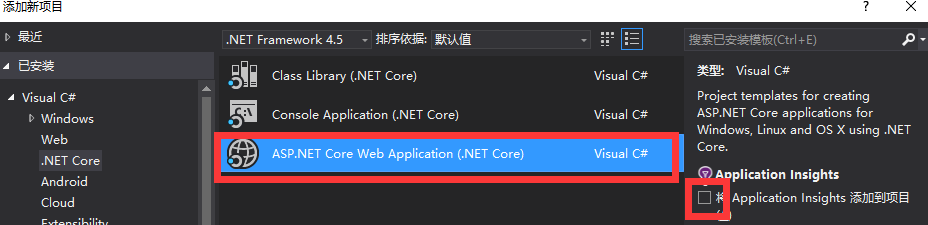 添加新项目
最近
已安装
Visual C#
Windows
Web
.NET Core
Android
Cloud
Extensibility
.NET Framework 4.5
排序依据:
默认值
Class Library (.NET Core)
Visual C#
Console Application (.NET Core)
Visual C#
ASP.NET Core Web Application (.NET Core)
Visual C#
搜索已安装模板(Ctrl+E)
类型: Visual C#
Project templates for creating
ASP.NET Core applications for
Windows, Linux and OS X using .NET
Core.
Application Insights
将 Application Insights 添加到项目